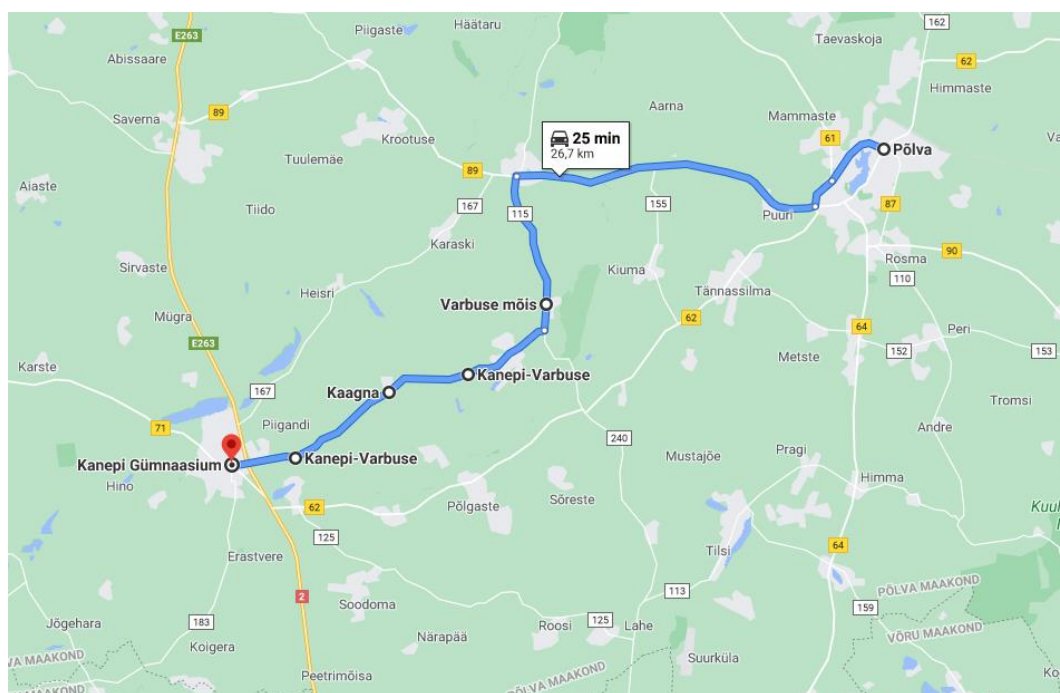 E263
Piigaste
Häätaru
162
Taevaskoja
Abissaare
62
Himmaste
89
Aarna
Mammaste
Saverna
Krootuse
25 min
26,7 km
61
Põlva
Tuulemäe
89
Aiaste
167
115
155
87
Tiido
Puuri
Karaski
Rosma
90
Sirvaste
Kiuma
Heisri
Tännassilma
110
Varbuse mõis
Mügra
62
64
Peri
E263
152
153
Karste
Metste
Kanepi-Varbuse
167
Kaagna
Tromsi
71
Piigandi
Andre
240
Mustajõe
Pragi
Kanepi Gümnaasium
Kanepi-Varbuse
Himma
Hino
Sõreste
62
Põlgaste
125
64
Tilsi
Erastvere
PÕLVA MAAKOND
2
113
Soodoma
159
VÕRU MAAKOND
Jõgehara
183
Roosi
125
Lahe
Närapää
Koigera
Suurküla
VA MAAKOND
Peetrimõisa
PÕLVA MAAKOND